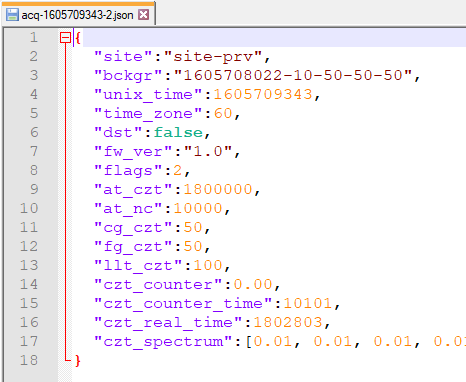 acq-1605709343-2.json
1 {
2 "site":"site-prv",
3 "bckgr":"1605708022-10-50-50-50",
4 "unix_time":1605709343,
5 "time_zone":60,
6 "dst":false,
7 "fw_ver":"1.0",
8 "flags":2,
9 "at_czt":1800000,
10 "at_nc":10000,
11 "cg_czt":50,
12 "fg_czt":50,
13 "llt_czt":100,
14 "czt_counter":0.00,
15 "czt_counter_time":10101,
16 "czt_real_time":1802803,
17 "czt_spectrum":[0.01, 0.01, 0.01, 0.0
18 }